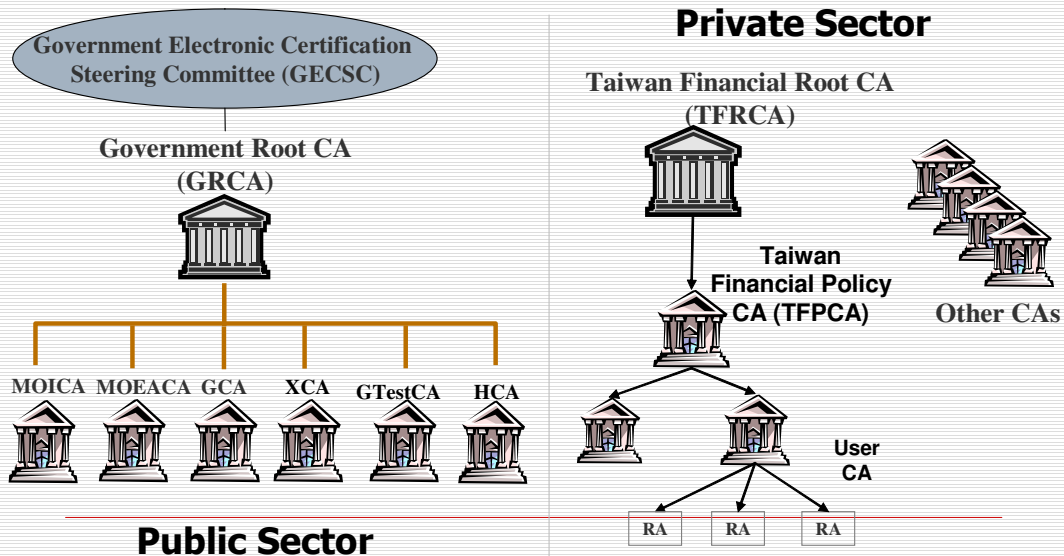 Government Electronic Certification
Steering Committee (GECSC)
Government Root CA
(GRCA)
MOICA MOEACA GCA XCA GTestCA HCA
Public Sector
Private Sector
Taiwan Financial Root CA
(TFRCA)
Taiwan
Financial Policy
CA (TFPCA)
Other CAs
User
CA
RA RA RA